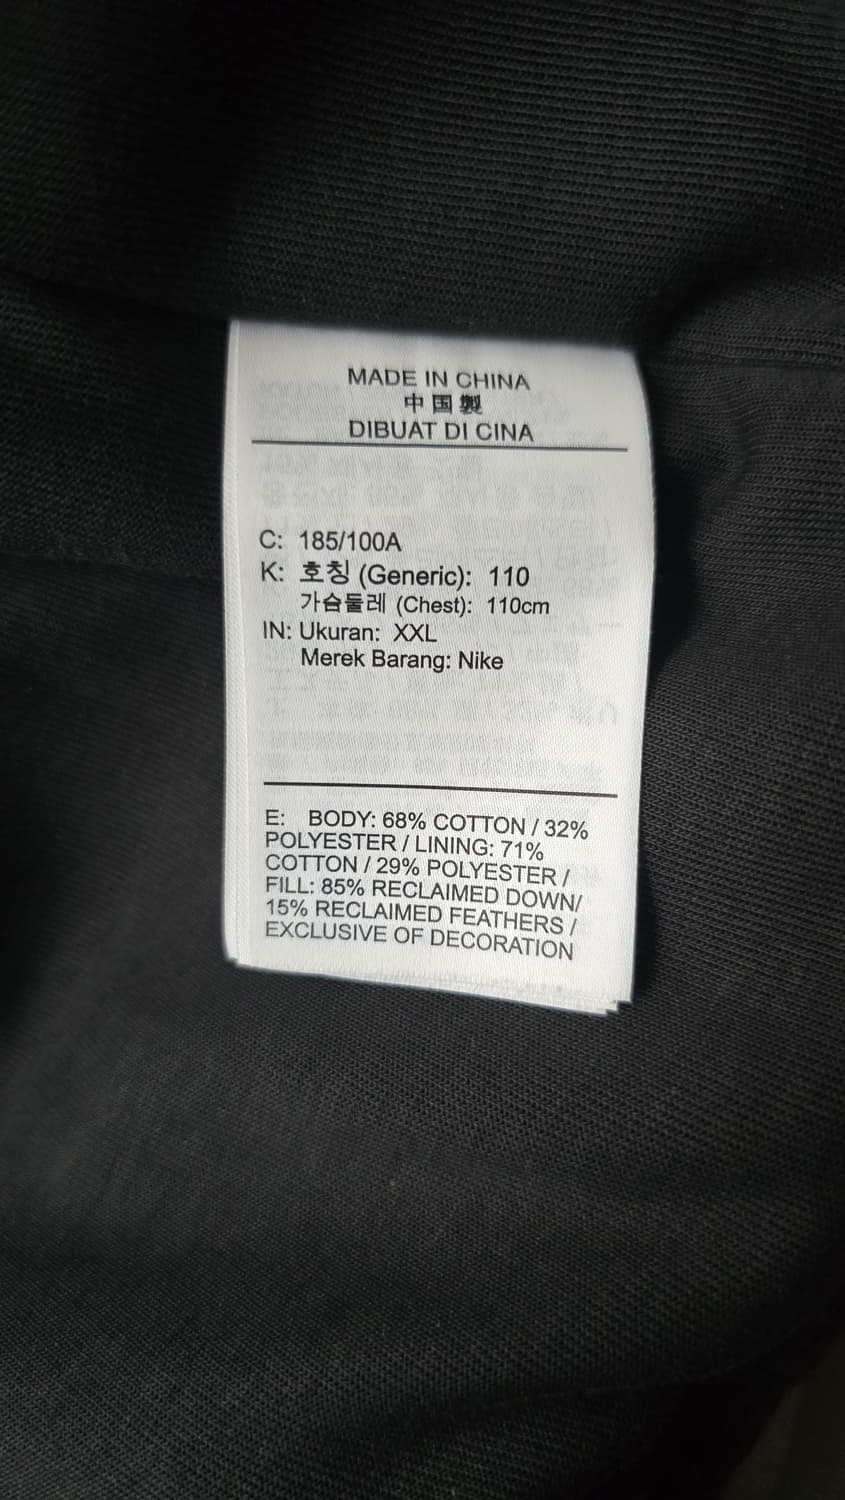 MADE IN CHINA
中国製
DIBUAT DI CINA
C: 185/100A
K: 호칭 (Generic): 110
가슴둘레 (Chest): 110cm
IN: Ukuran: XXL
Merek Barang: Nike
E: BODY: 68% COTTON / 32%
POLYESTER / LINING: 71%
COTTON / 29% POLYESTER /
FILL: 85% RECLAIMED DOWN/
15% RECLAIMED FEATHERS /
EXCLUSIVE OF DECORATION